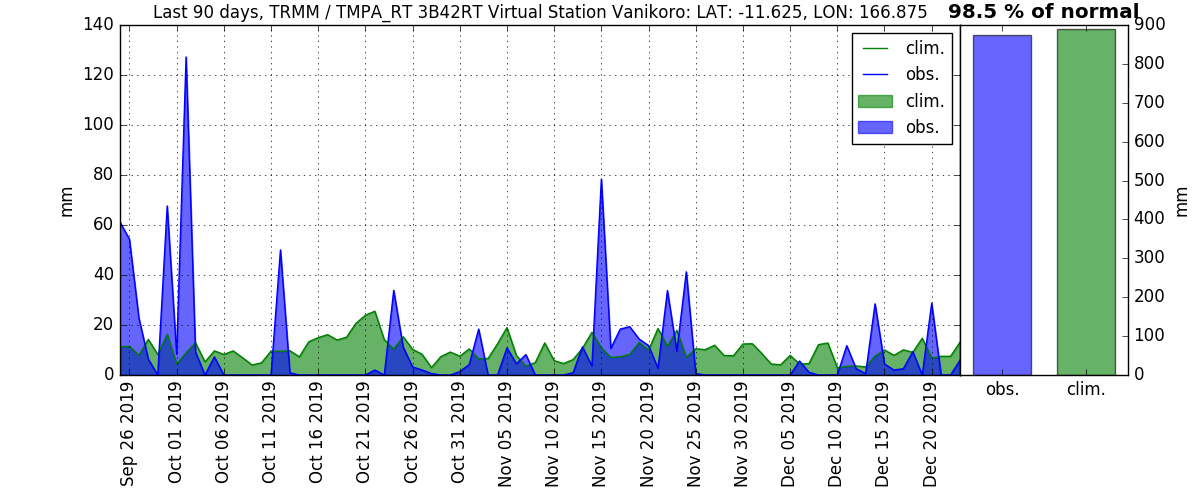 Last 90 days, TRMM / TMPA_RT 3B42RT Virtual Station Vanikoro: LAT: -11.625, LON: 166.875
98.5 % of normal
140
120
100
80
60
40
20
0
mm
clim.
obs.
clim.
obs.
900
800
700
600
500
400
300
200
100
0
mm
obs.
clim.
Sep 26 2019
Oct 01 2019
Oct 06 2019
Oct 11 2019
Oct 16 2019
Oct 21 2019
Oct 26 2019
Oct 31 2019
Nov 05 2019
Nov 10 2019
Nov 15 2019
Nov 20 2019
Nov 25 2019
Nov 30 2019
Dec 05 2019
Dec 10 2019
Dec 15 2019
Dec 20 2019